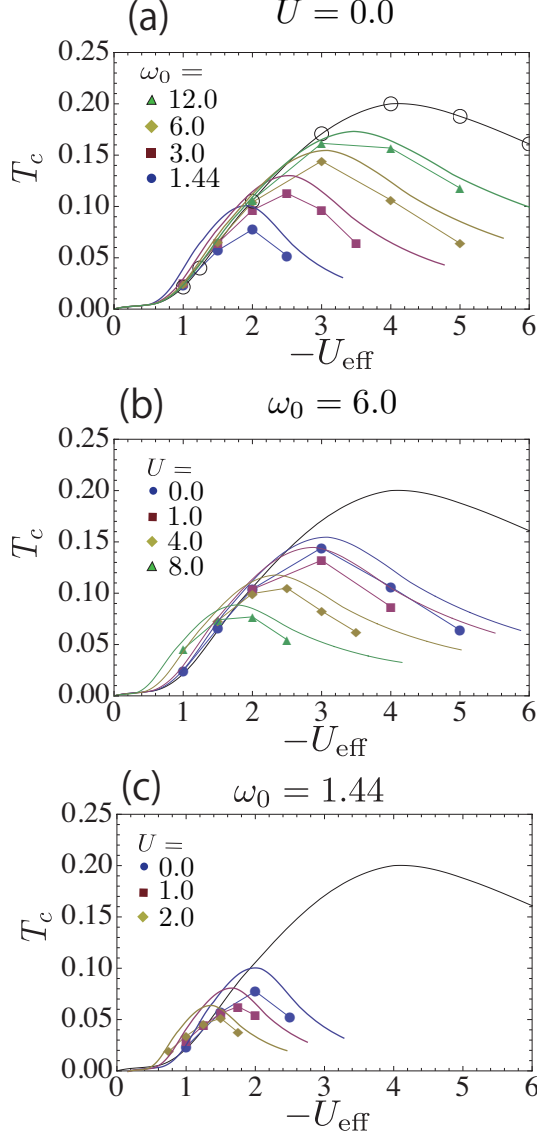 (a) U = 0.0
0.25
0.20
0.15
0.10
0.05
0.00
T_c
ω_0 =
12.0
6.0
3.0
1.44
0 1 2 3 4 5 6
−U_eff
(b) ω_0 = 6.0
0.25
0.20
0.15
0.10
0.05
0.00
T_c
U =
0.0
1.0
4.0
8.0
0 1 2 3 4 5 6
−U_eff
(c) ω_0 = 1.44
0.25
0.20
0.15
0.10
0.05
0.00
T_c
U =
0.0
1.0
2.0
0 1 2 3 4 5 6
−U_eff